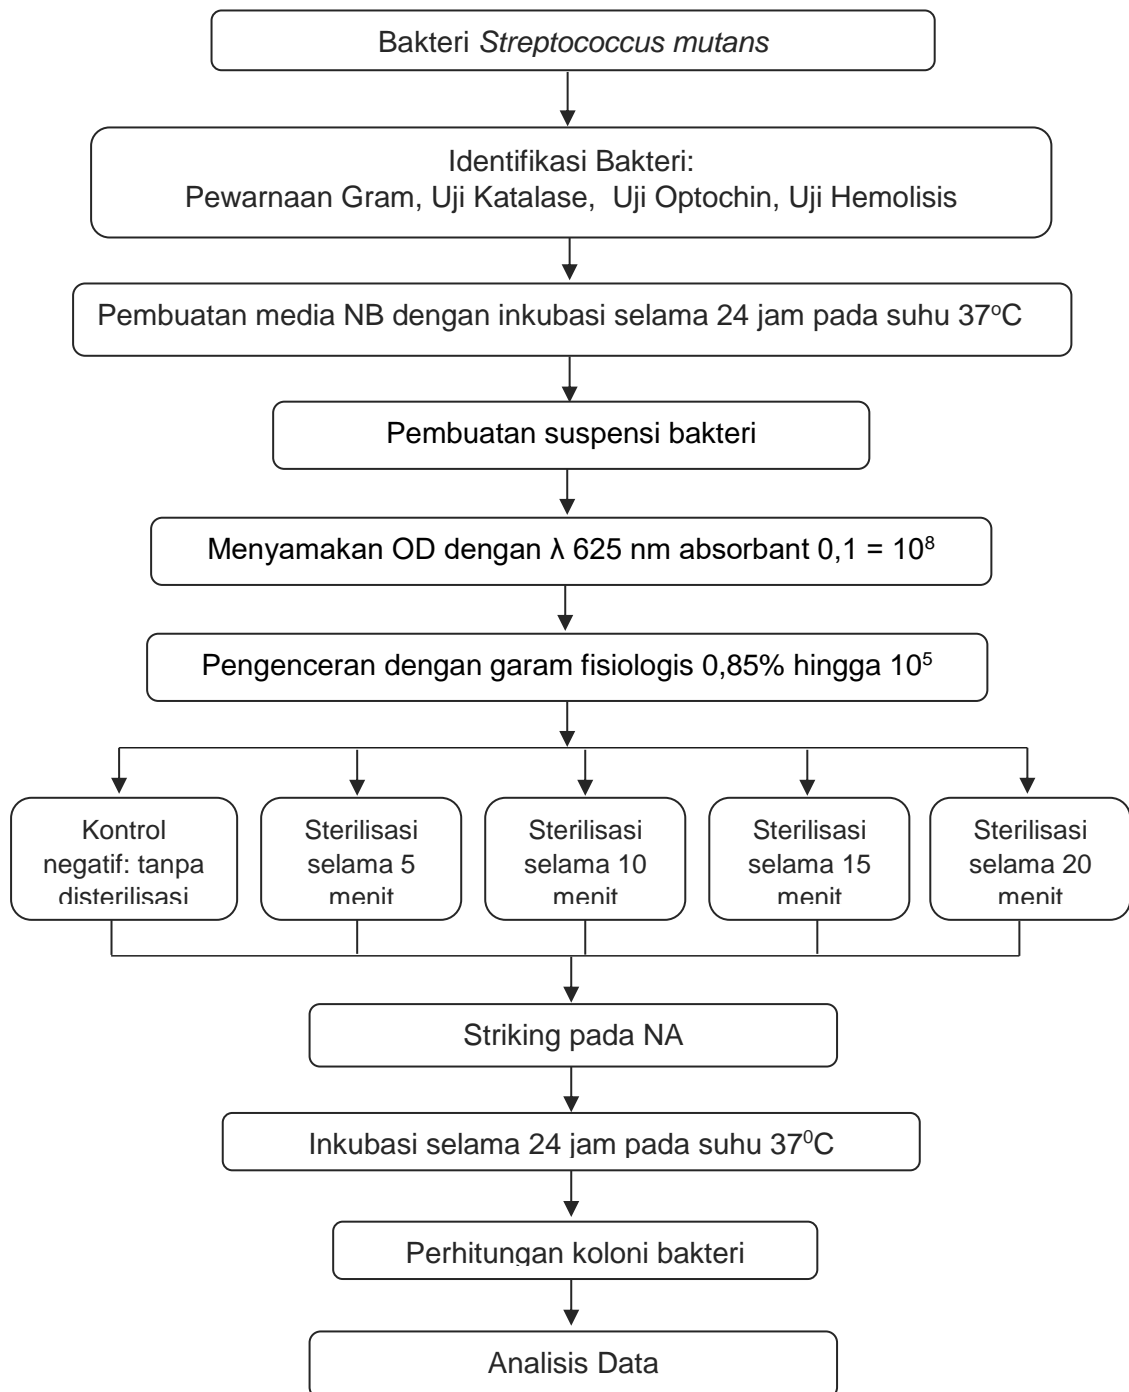 Bakteri Streptococcus mutans
Identifikasi Bakteri:
Pewarnaan Gram, Uji Katalase,  Uji Optochin, Uji Hemolisis
Pembuatan media NB dengan inkubasi selama 24 jam pada suhu 37ºC
Pembuatan suspensi bakteri
Menyamakan OD dengan λ 625 nm absorbant 0,1 = 10⁸
Pengenceran dengan garam fisiologis 0,85% hingga 10⁵
Kontrol
negatif: tanpa
disterilisasi
Sterilisasi
selama 5
menit
Sterilisasi
selama 10
menit
Sterilisasi
selama 15
menit
Sterilisasi
selama 20
menit
Striking pada NA
Inkubasi selama 24 jam pada suhu 37⁰C
Perhitungan koloni bakteri
Analisis Data